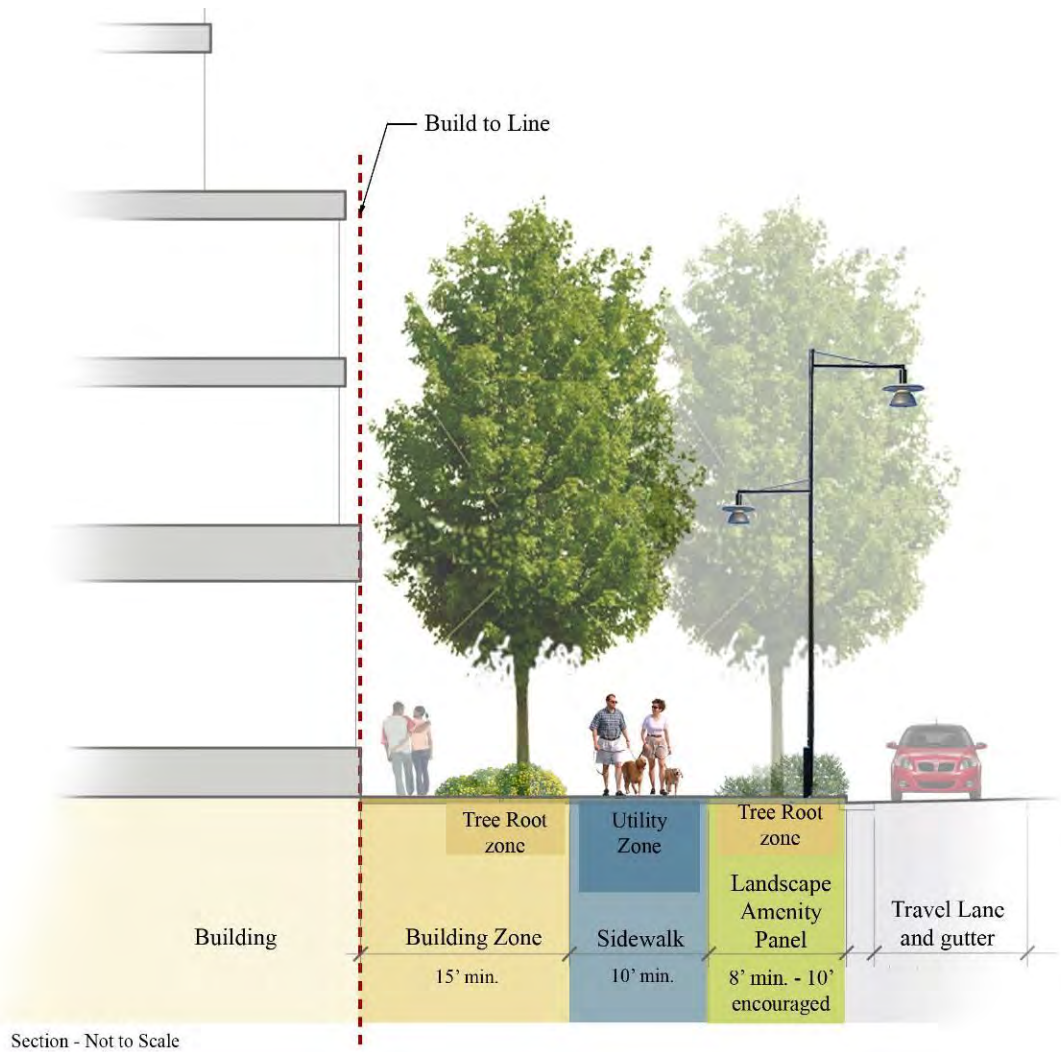 Build to Line
Tree Root
zone
Utility
Zone
Tree Root
zone
Landscape
Amenity
Panel
Building
Building Zone
Sidewalk
Travel Lane
and gutter
15’ min.
10’ min.
8’ min. - 10’
encouraged
Section - Not to Scale